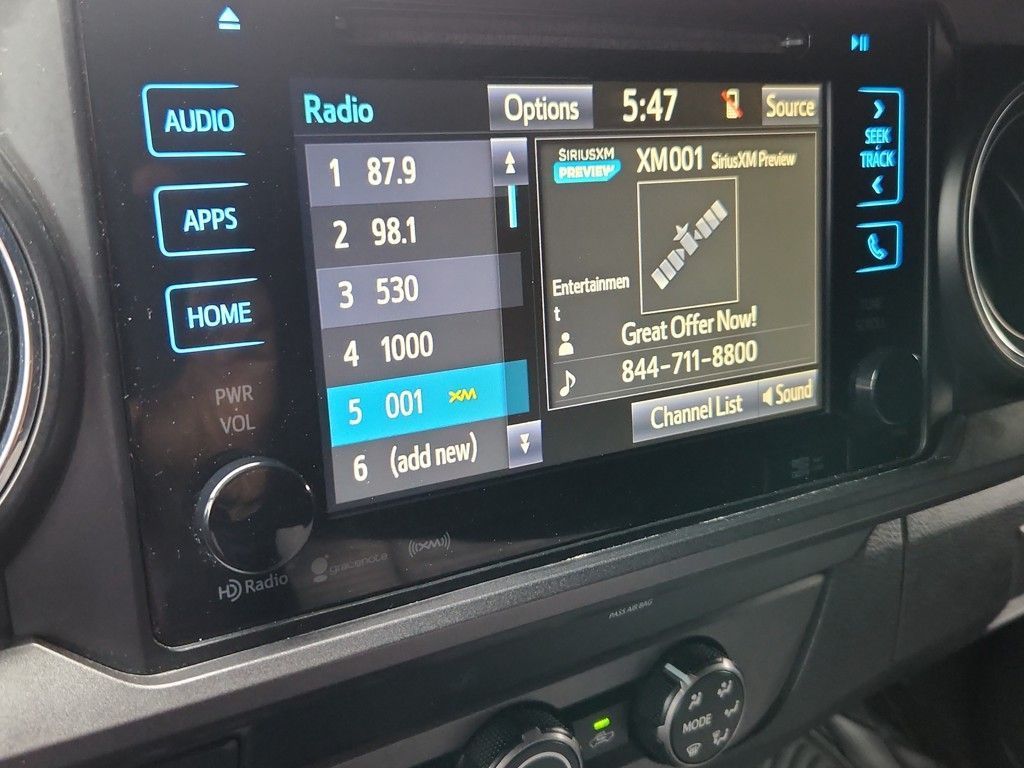 AUDIO
APPS
HOME
PWR
VOL
Radio
Options
5:47
Source
1 87.9
2 98.1
3 530
4 1000
5 001 XM
6 (add new)
SIRIUSXM
PREVIEW
XM001 SiriusXM Preview
Entertainmen
t
Great Offer Now!
844-711-8800
Channel List
Sound
SEEK
TRACK
HD Radio
gracenote
((XM))
PASS AIR BAG
MODE